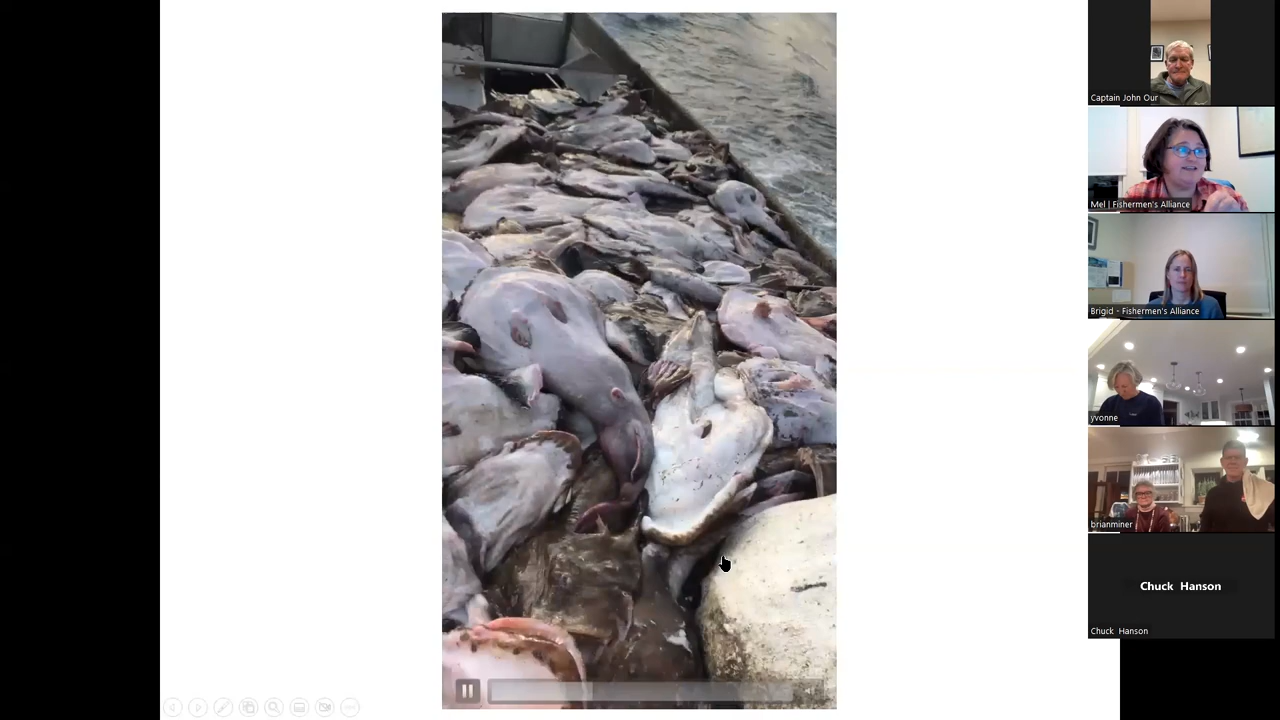 Captain John Our
Mel | Fishermen's Alliance
Brigid - Fishermen's Alliance
yvonne
brianminer
Chuck Hanson
Chuck Hanson